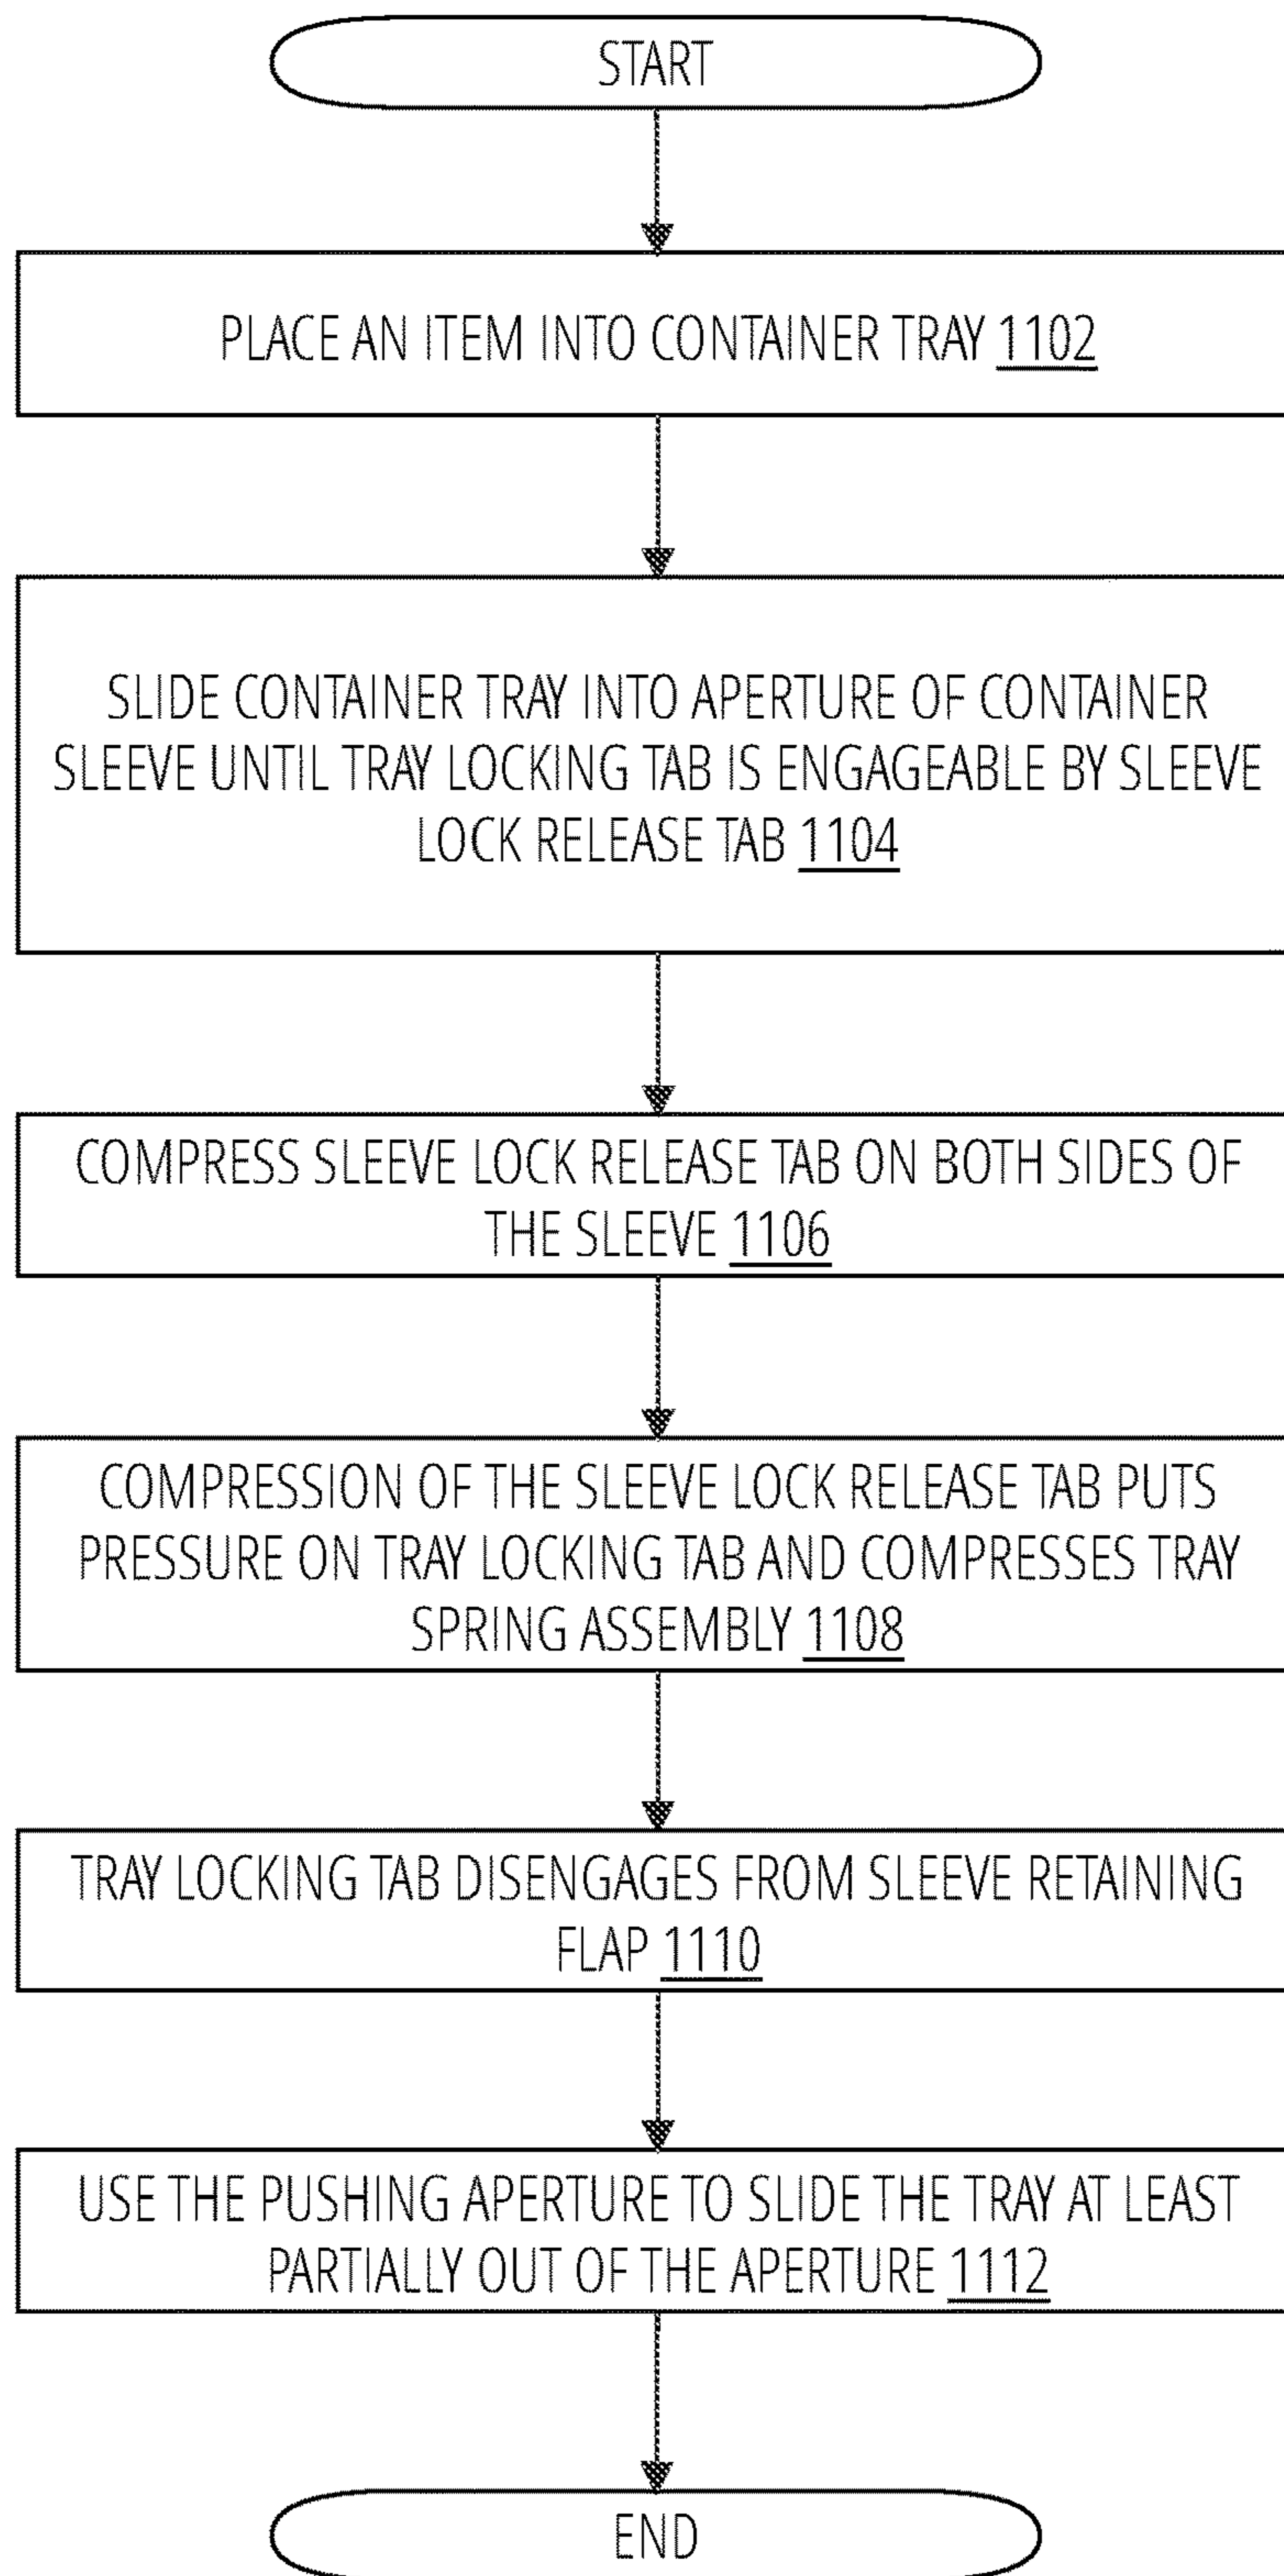 START
PLACE AN ITEM INTO CONTAINER TRAY 1102
SLIDE CONTAINER TRAY INTO APERTURE OF CONTAINER
SLEEVE UNTIL TRAY LOCKING TAB IS ENGAGEABLE BY SLEEVE
LOCK RELEASE TAB 1104
COMPRESS SLEEVE LOCK RELEASE TAB ON BOTH SIDES OF
THE SLEEVE 1106
COMPRESSION OF THE SLEEVE LOCK RELEASE TAB PUTS
PRESSURE ON TRAY LOCKING TAB AND COMPRESSES TRAY
SPRING ASSEMBLY 1108
TRAY LOCKING TAB DISENGAGES FROM SLEEVE RETAINING
FLAP 1110
USE THE PUSHING APERTURE TO SLIDE THE TRAY AT LEAST
PARTIALLY OUT OF THE APERTURE 1112
END